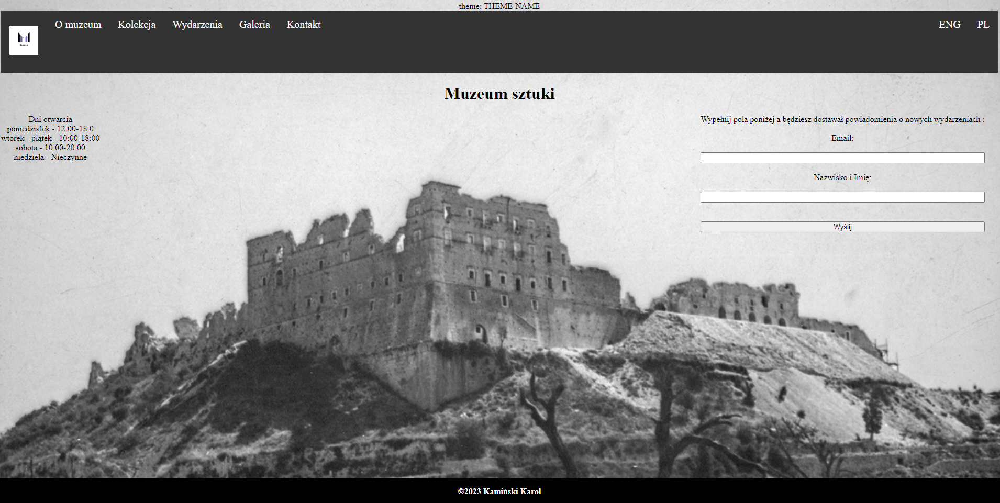 theme: THEME-NAME
O muzeum Kolekcja Wydarzenia Galeria Kontakt ENG PL
Muzeum
Muzeum sztuki
Dni otwarcia
poniedziałek - 12:00-18:0
wtorek - piątek - 10:00-18:00
sobota - 10:00-20:00
niedziela - Nieczynne
Wypełnij pola poniżej a będziesz dostawał powiadomienia o nowych wydarzeniach :
Email:
Nazwisko i Imię:
Wyślij
©2023 Kamiński Karol